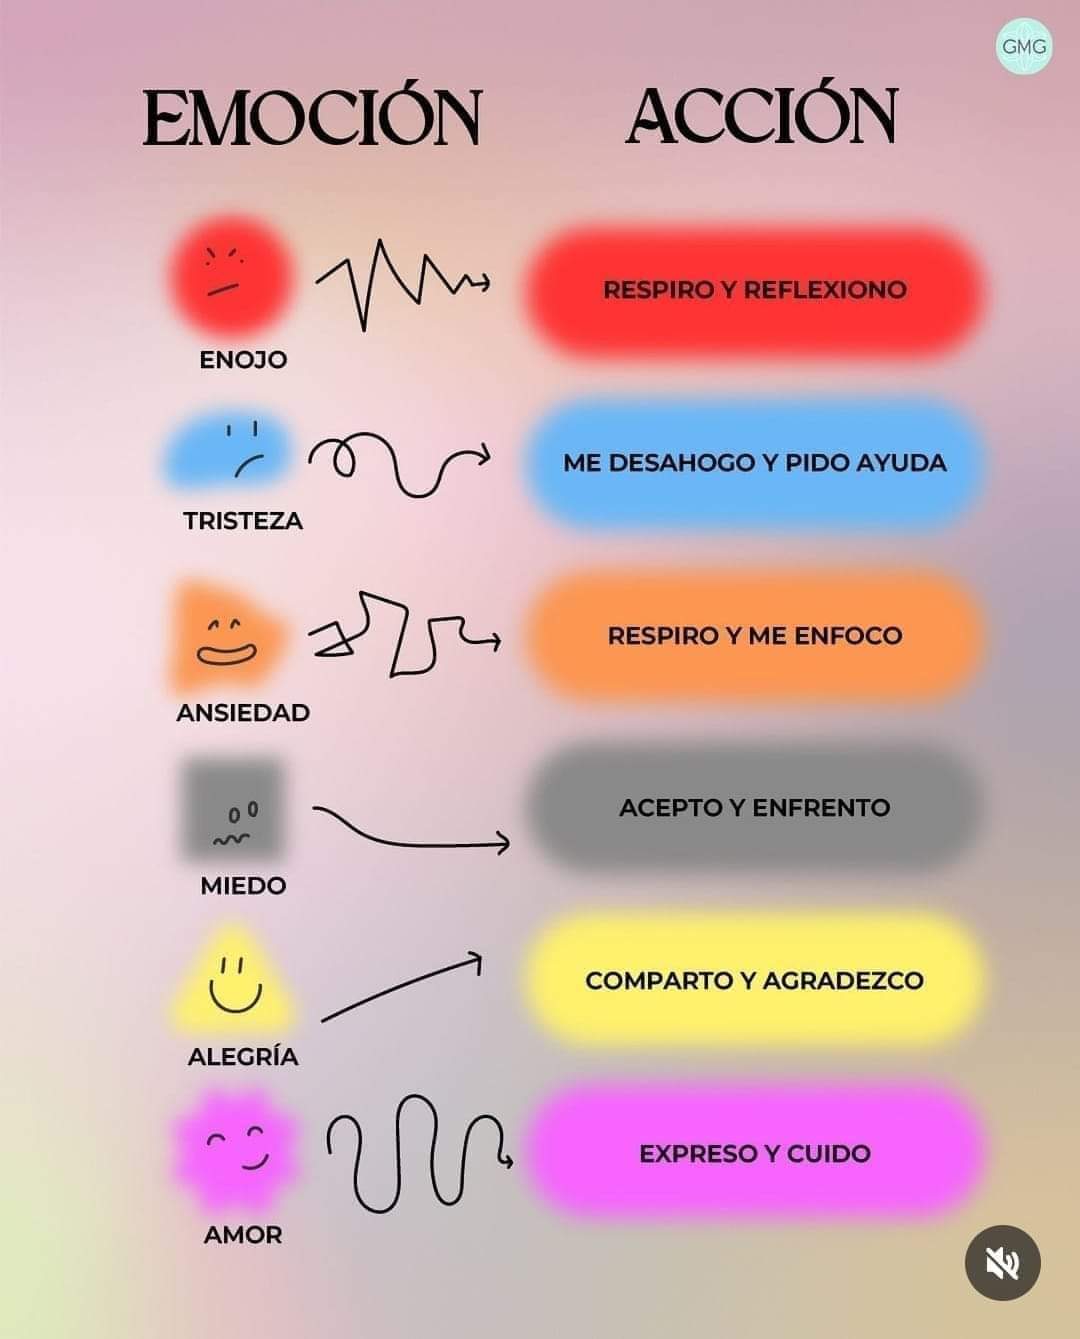 GMG
EMOCIÓN
ACCIÓN
ENOJO
RESPIRO Y REFLEXIONO
TRISTEZA
ME DESAHOGO Y PIDO AYUDA
ANSIEDAD
RESPIRO Y ME ENFOCO
MIEDO
ACEPTO Y ENFRENTO
ALEGRÍA
COMPARTO Y AGRADEZCO
AMOR
EXPRESO Y CUIDO